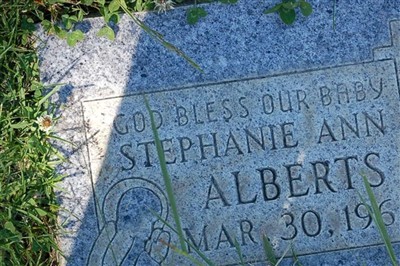 GOD BLESS OUR BABY
STEPHANIE ANN
ALBERTS
MAR. 30, 196